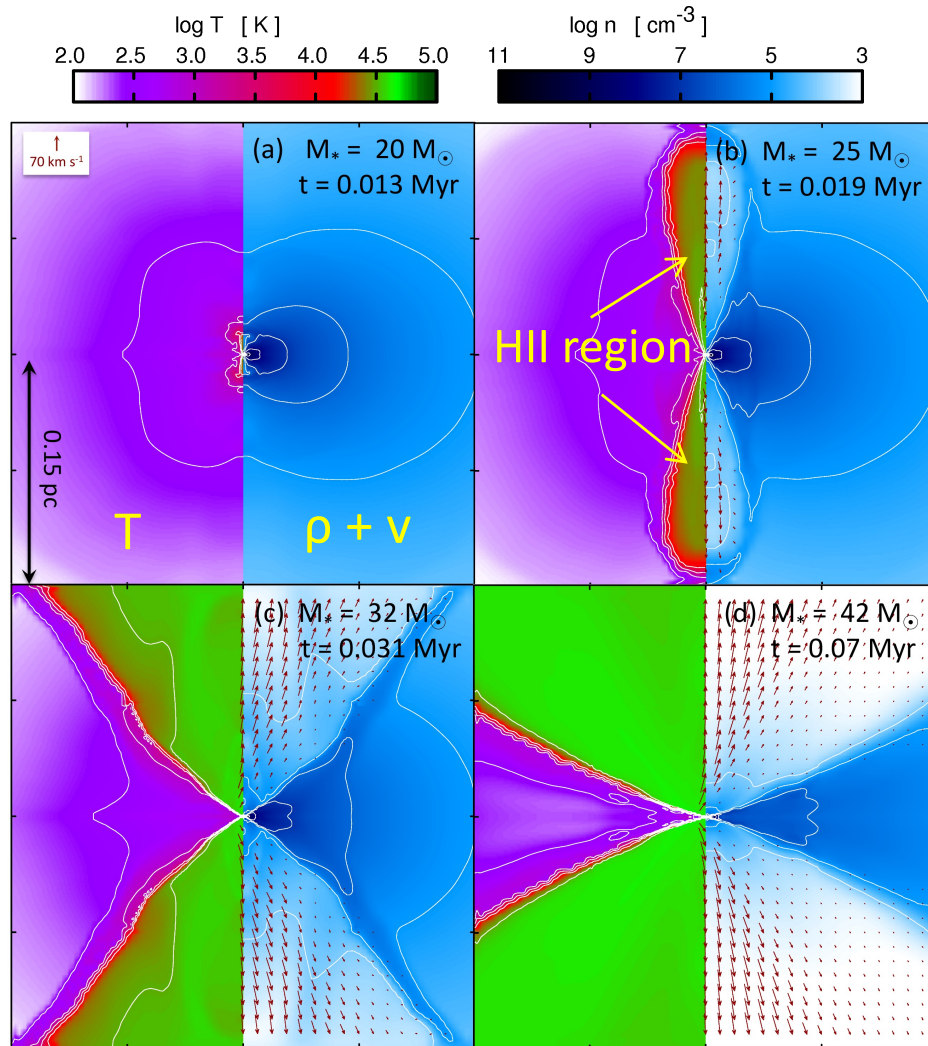 log T [ K]
2.0 2.5 3.0 3.5 4.0 4.5 5.0
log n [ cm⁻³]
11 9 7 5 3
70 km s⁻¹
(a) M* = 20 M☉
t = 0.013 Myr
0.15 pc
T
ρ + v
(b) M* = 25 M☉
t = 0.019 Myr
HII region
(c) M* = 32 M☉
t = 0.031 Myr
(d) M* = 42 M☉
t = 0.07 Myr